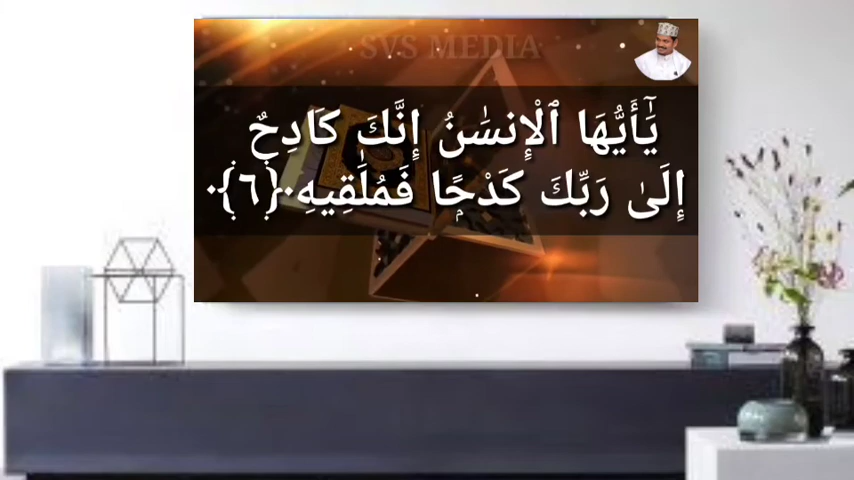 SVS MEDIA
يَٰٓأَيُّهَا ٱلْإِنسَٰنُ إِنَّكَ كَادِحٌ
إِلَىٰ رَبِّكَ كَدْحًۭا فَمُلَٰقِيهِ ﴿٦﴾